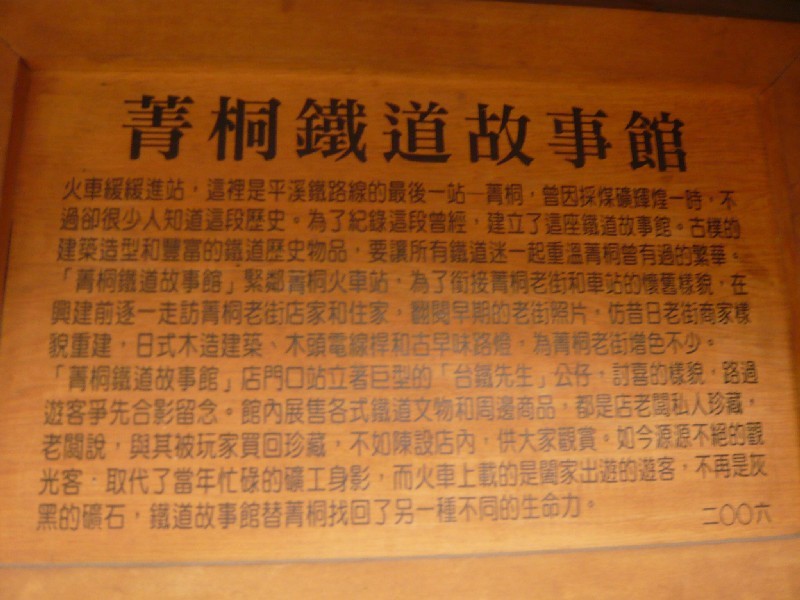 菁桐鐵道故事館
火車緩緩進站，這裡是平溪鐵路線的最後一站—菁桐，曾因採煤礦輝煌一時，不
過卻很少人知道這段歷史。為了紀錄這段曾經，建立了這座鐵道故事館。古樸的
建築造型和豐富的鐵道歷史物品，要讓所有鐵道迷一起重溫菁桐曾有過的繁華。
「菁桐鐵道故事館」緊鄰菁桐火車站，為了銜接菁桐老街和車站的懷舊樣貌，在
興建前逐一走訪菁桐老街店家和住家，翻閱早期的老街照片，仿昔日老街商家樣
貌重建，日式木造建築、木頭電線桿和古早味路燈，為菁桐老街增色不少。
「菁桐鐵道故事館」店門口站立著巨型的「台鐵先生」公仔，討喜的樣貌，路過
遊客爭先合影留念。館內展售各式鐵道文物和周邊商品，都是店老闆私人珍藏，
老闆說，與其被玩家買回珍藏，不如陳設店內，供大家觀賞。如今源源不絕的觀
光客，取代了當年忙碌的礦工身影，而火車上載的是闔家出遊的遊客，不再是灰
黑的礦石，鐵道故事館替菁桐找回了另一種不同的生命力。
二〇〇六